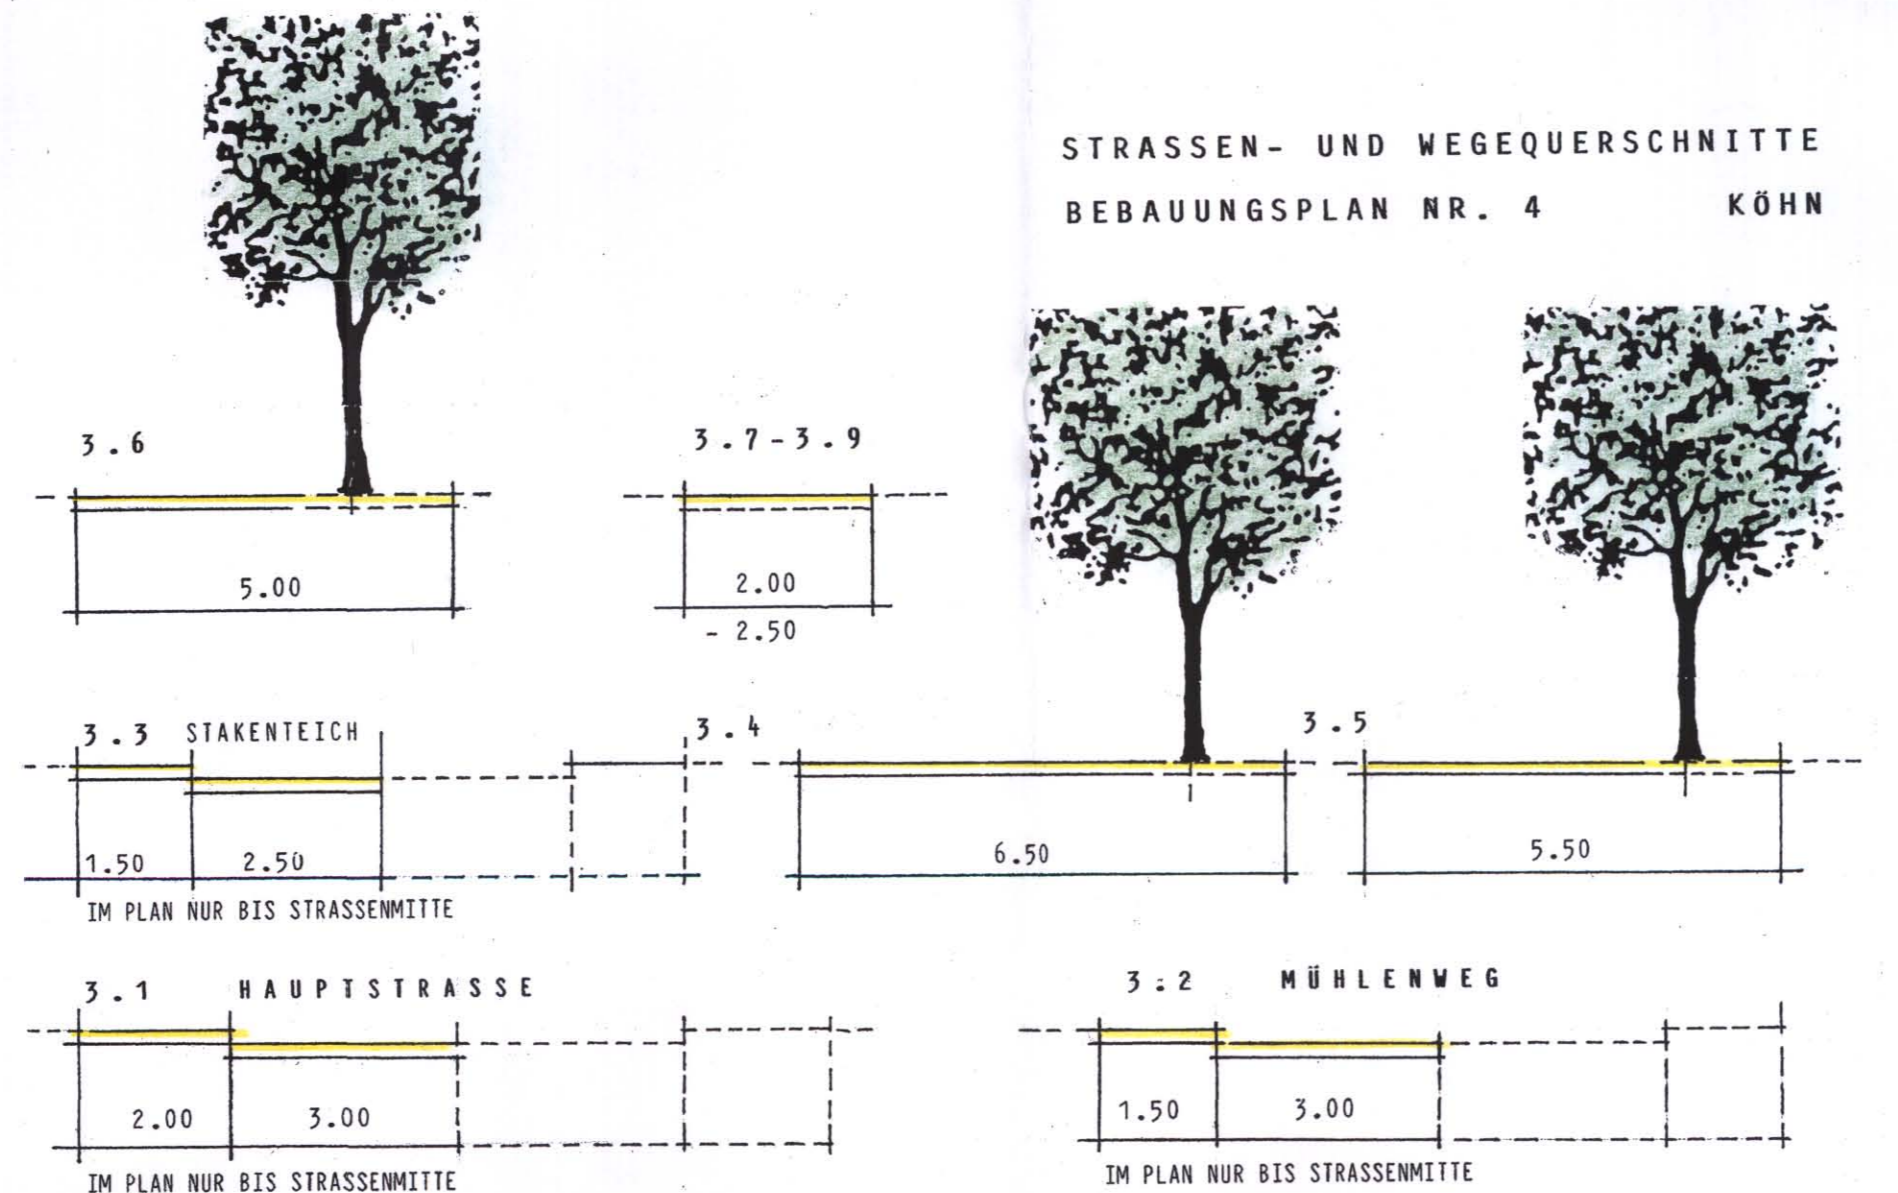 STRASSEN- UND WEGEQUERSCHNITTE
BEBAUUNGSPLAN NR. 4 KÖHN
3.6
5.00
3.7-3.9
2.00
- 2.50
3.3 STAKENTEICH
1.50 2.50
IM PLAN NUR BIS STRASSENMITTE
3.4
6.50
3.5
5.50
3.1 HAUPTSTRASSE
2.00 3.00
IM PLAN NUR BIS STRASSENMITTE
3.2 MÜHLENWEG
1.50 3.00
IM PLAN NUR BIS STRASSENMITTE